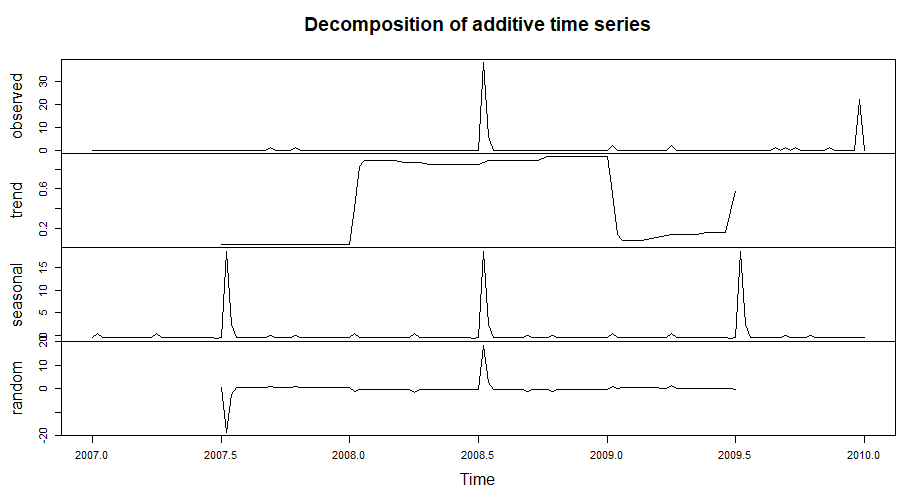 Decomposition of additive time series
observed
0 10 20 30
trend
0.2 0.6
seasonal
0 5 10 15
random
-20 0 10 20
2007.0 2007.5 2008.0 2008.5 2009.0 2009.5 2010.0
Time